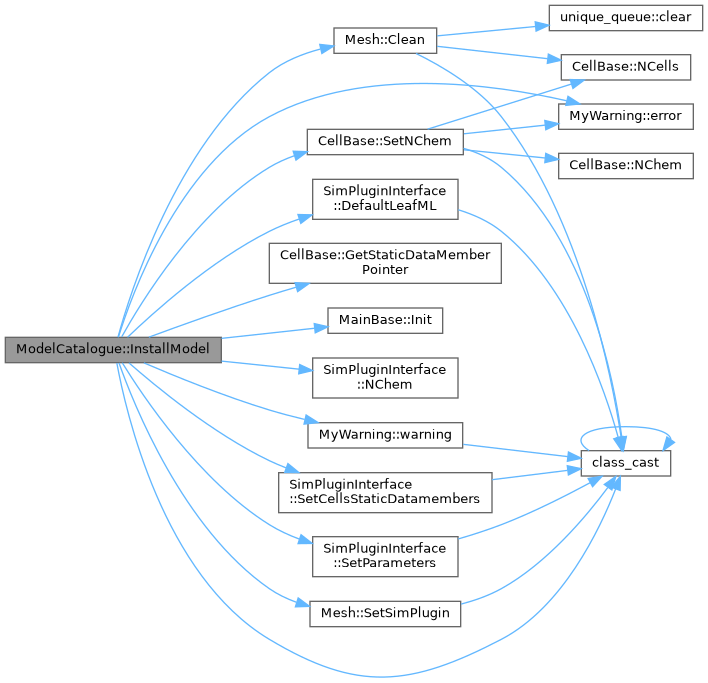 ModelCatalogue::InstallModel
Mesh::Clean
CellBase::SetNChem
SimPluginInterface
::DefaultLeafML
CellBase::GetStaticDataMember
Pointer
MainBase::Init
SimPluginInterface
::NChem
MyWarning::warning
SimPluginInterface
::SetCellsStaticDatamembers
SimPluginInterface
::SetParameters
Mesh::SetSimPlugin
unique_queue::clear
CellBase::NCells
MyWarning::error
CellBase::NChem
class_cast